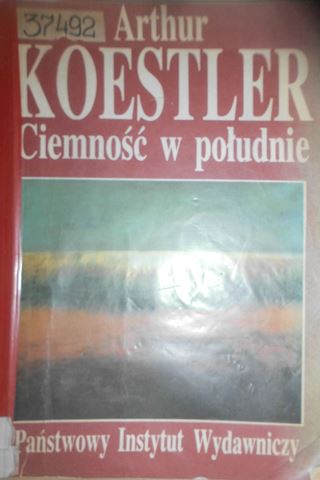 37492
Arthur
KOESTLER
Ciemność w południe
Państwowy Instytut Wydawniczy